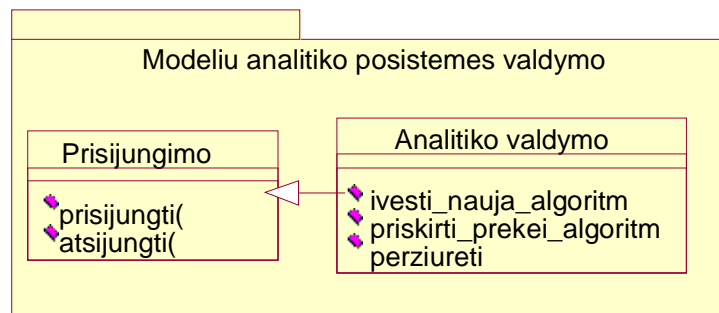 Modeliu analitiko posistemes valdymo
Prisijungimo
prisijungti(
atsijungti(
Analitiko valdymo
ivesti_nauja_algoritm
priskirti_prekei_algoritm
perziureti